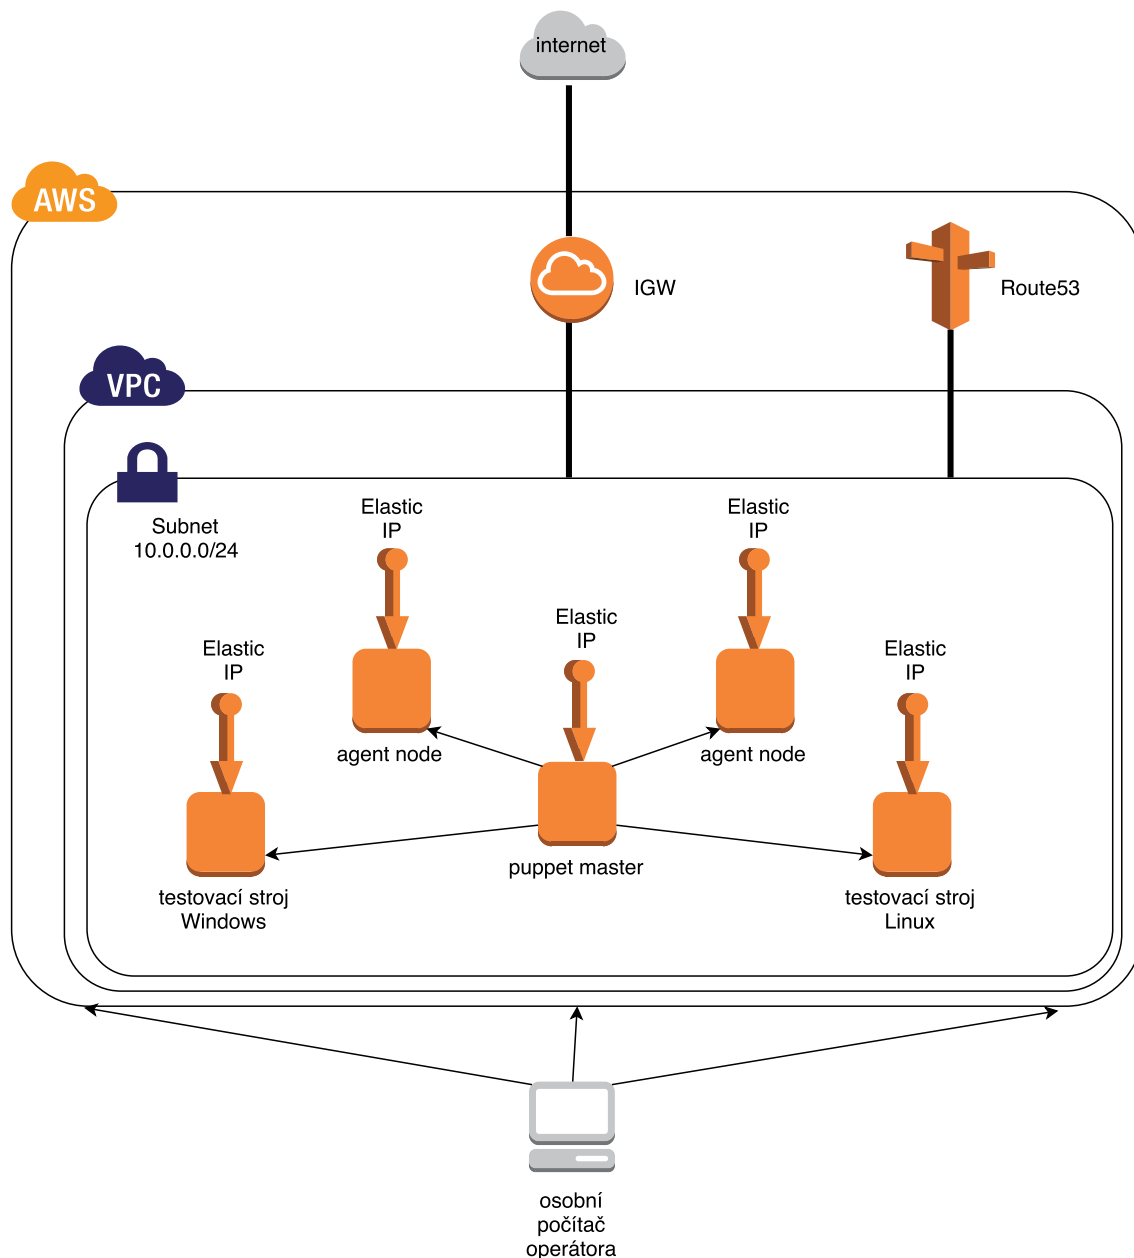 internet
AWS
IGW
Route53
VPC
Subnet
10.0.0.0/24
Elastic
IP
Elastic
IP
Elastic
IP
Elastic
IP
Elastic
IP
agent node
agent node
puppet master
testovací stroj
Windows
testovací stroj
Linux
osobní
počítač
operátora